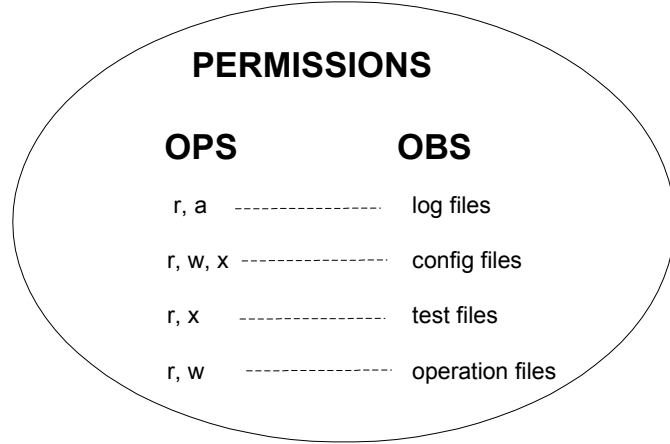 PERMISSIONS
OPS OBS
r, a log files
r, w, x config files
r, x test files
r, w operation files